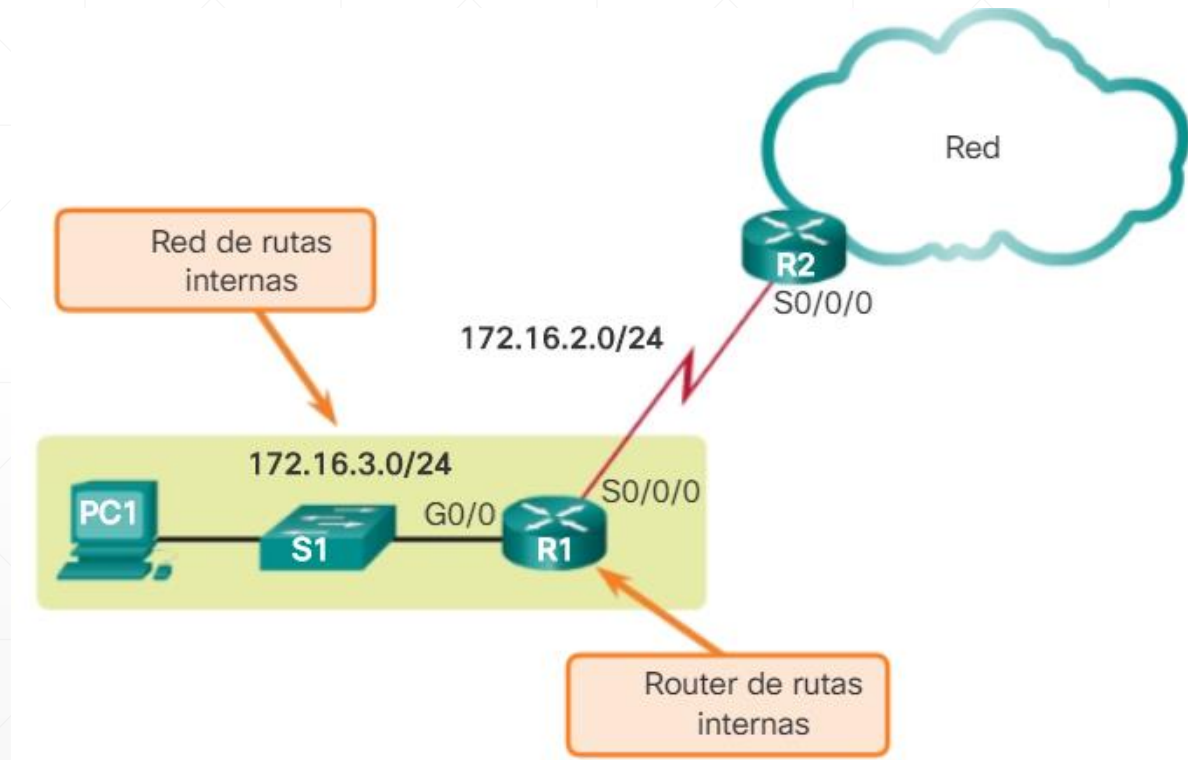 Red
Red de rutas
internas
R2
S0/0/0
172.16.2.0/24
172.16.3.0/24
PC1
S1
G0/0
R1
S0/0/0
Router de rutas
internas